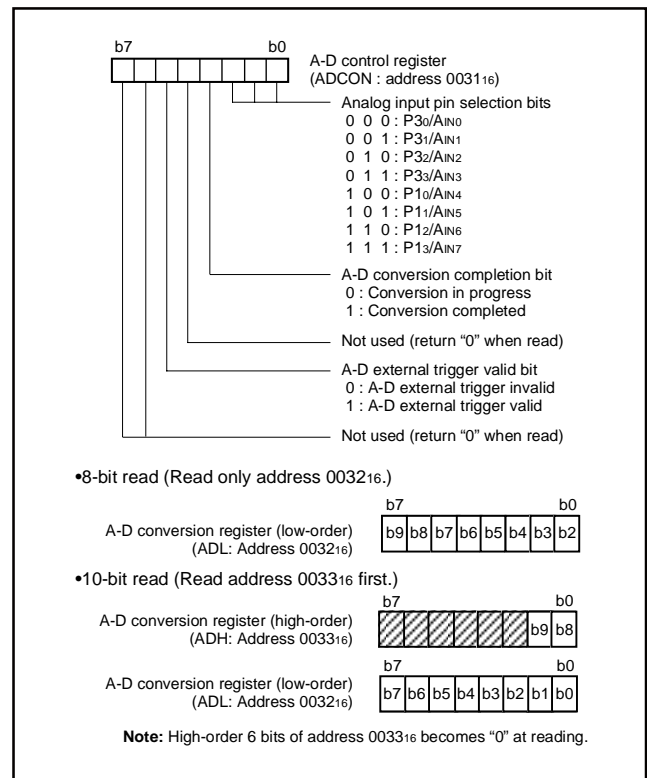 b7 b0
A-D control register
(ADCON : address 003116)
Analog input pin selection bits
0 0 0 : P30/AIN0
0 0 1 : P31/AIN1
0 1 0 : P32/AIN2
0 1 1 : P33/AIN3
1 0 0 : P10/AIN4
1 0 1 : P11/AIN5
1 1 0 : P12/AIN6
1 1 1 : P13/AIN7
A-D conversion completion bit
0 : Conversion in progress
1 : Conversion completed
Not used (return “0” when read)
A-D external trigger valid bit
0 : A-D external trigger invalid
1 : A-D external trigger valid
Not used (return “0” when read)
•8-bit read (Read only address 003216.)
b7 b0
A-D conversion register (low-order)
(ADL: Address 003216)
b9 b8 b7 b6 b5 b4 b3 b2
•10-bit read (Read address 003316 first.)
b7 b0
A-D conversion register (high-order)
(ADH: Address 003316)
b9 b8
b7 b0
A-D conversion register (low-order)
(ADL: Address 003216)
b7 b6 b5 b4 b3 b2 b1 b0
Note: High-order 6 bits of address 003316 becomes “0” at reading.